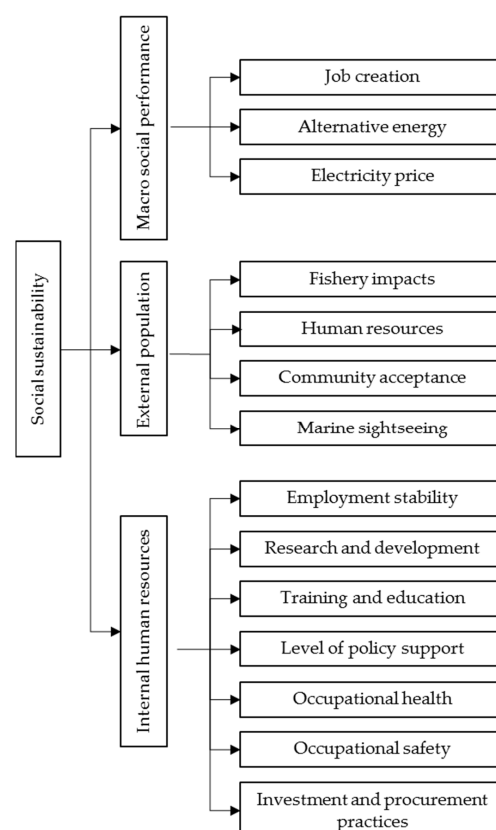 Social sustainability
Macro social performance
Job creation
Alternative energy
Electricity price
External population
Fishery impacts
Human resources
Community acceptance
Marine sightseeing
Internal human resources
Employment stability
Research and development
Training and education
Level of policy support
Occupational health
Occupational safety
Investment and procurement
practices